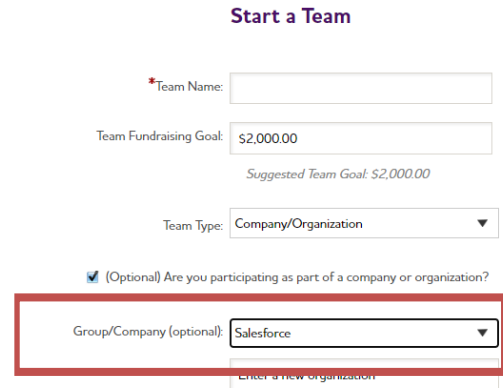 Start a Team
*Team Name:
Team Fundraising Goal: $2,000.00
Suggested Team Goal: $2,000.00
Team Type: Company/Organization
(Optional) Are you participating as part of a company or organization?
Group/Company (optional): Salesforce
Enter a new organization